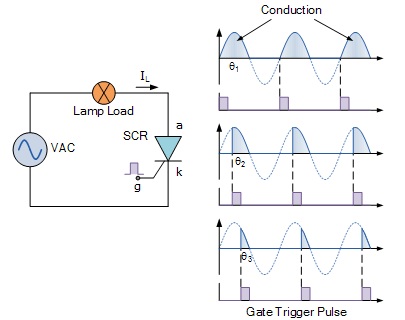 Conduction
I_L
Lamp Load
SCR
a
VAC
g
k
θ₁
θ₂
θ₃
Gate Trigger Pulse